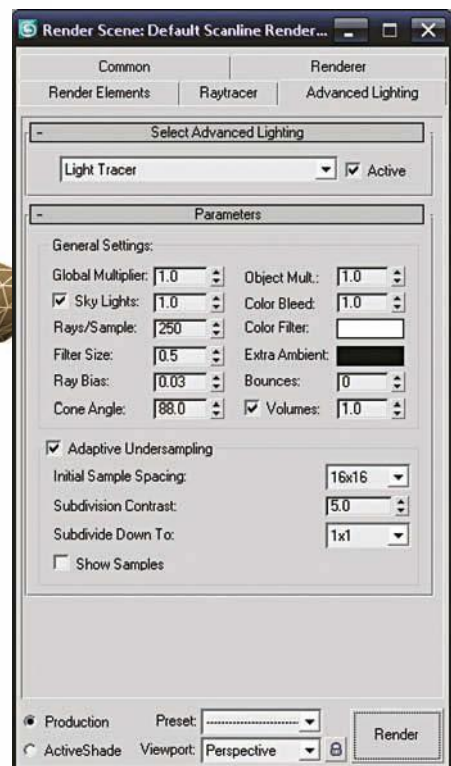 Render Scene: Default Scanline Render...
Common Renderer
Render Elements Raytracer Advanced Lighting
- Select Advanced Lighting
Light Tracer Active
- Parameters
General Settings:
Global Multiplier: 1.0 Object Mult.: 1.0
Sky Lights: 1.0 Color Bleed: 1.0
Rays/Sample: 250 Color Filter:
Filter Size: 0.5 Extra Ambient:
Ray Bias: 0.03 Bounces: 0
Cone Angle: 88.0 Volumes: 1.0
Adaptive Undersampling
Initial Sample Spacing: 16x16
Subdivision Contrast: 5.0
Subdivide Down To: 1x1
Show Samples
Production Preset: -----------------------
ActiveShade Viewport: Perspective Render